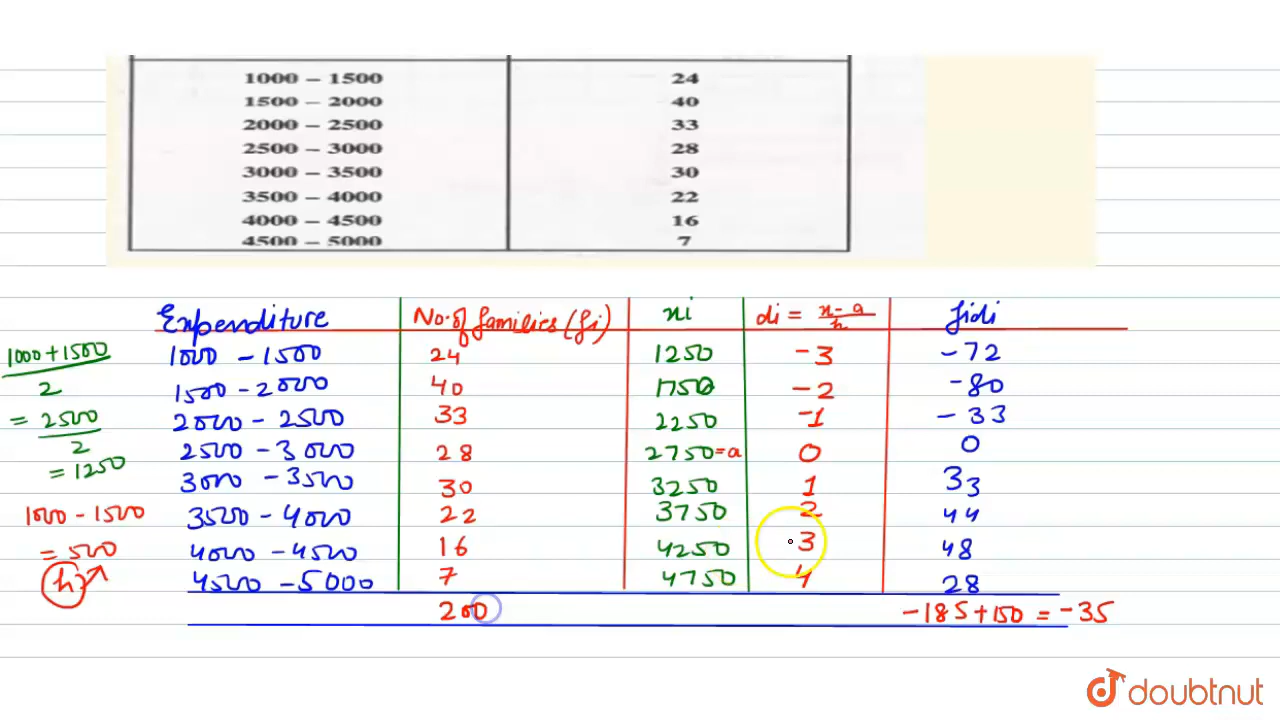 1000 – 1500 24
1500 – 2000 40
2000 – 2500 33
2500 – 3000 28
3000 – 3500 30
3500 – 4000 22
4000 – 4500 16
4500 – 5000 7
Expenditure No. of families (fi) xi di = x-a/h fidi
1000 - 1500 24 1250 -3 -72
1500 - 2000 40 1750 -2 -80
2000 - 2500 33 2250 -1 -33
2500 - 3000 28 2750 = a 0 0
3000 - 3500 30 3250 1 33
3500 - 4000 22 3750 2 44
4000 - 4500 16 4250 3 48
4500 - 5000 7 4750 4 28
200 -185 + 150 = -35
1000 + 1500
2
= 2500
2
= 1250
1000 - 1500
= 500
h
doubtnut